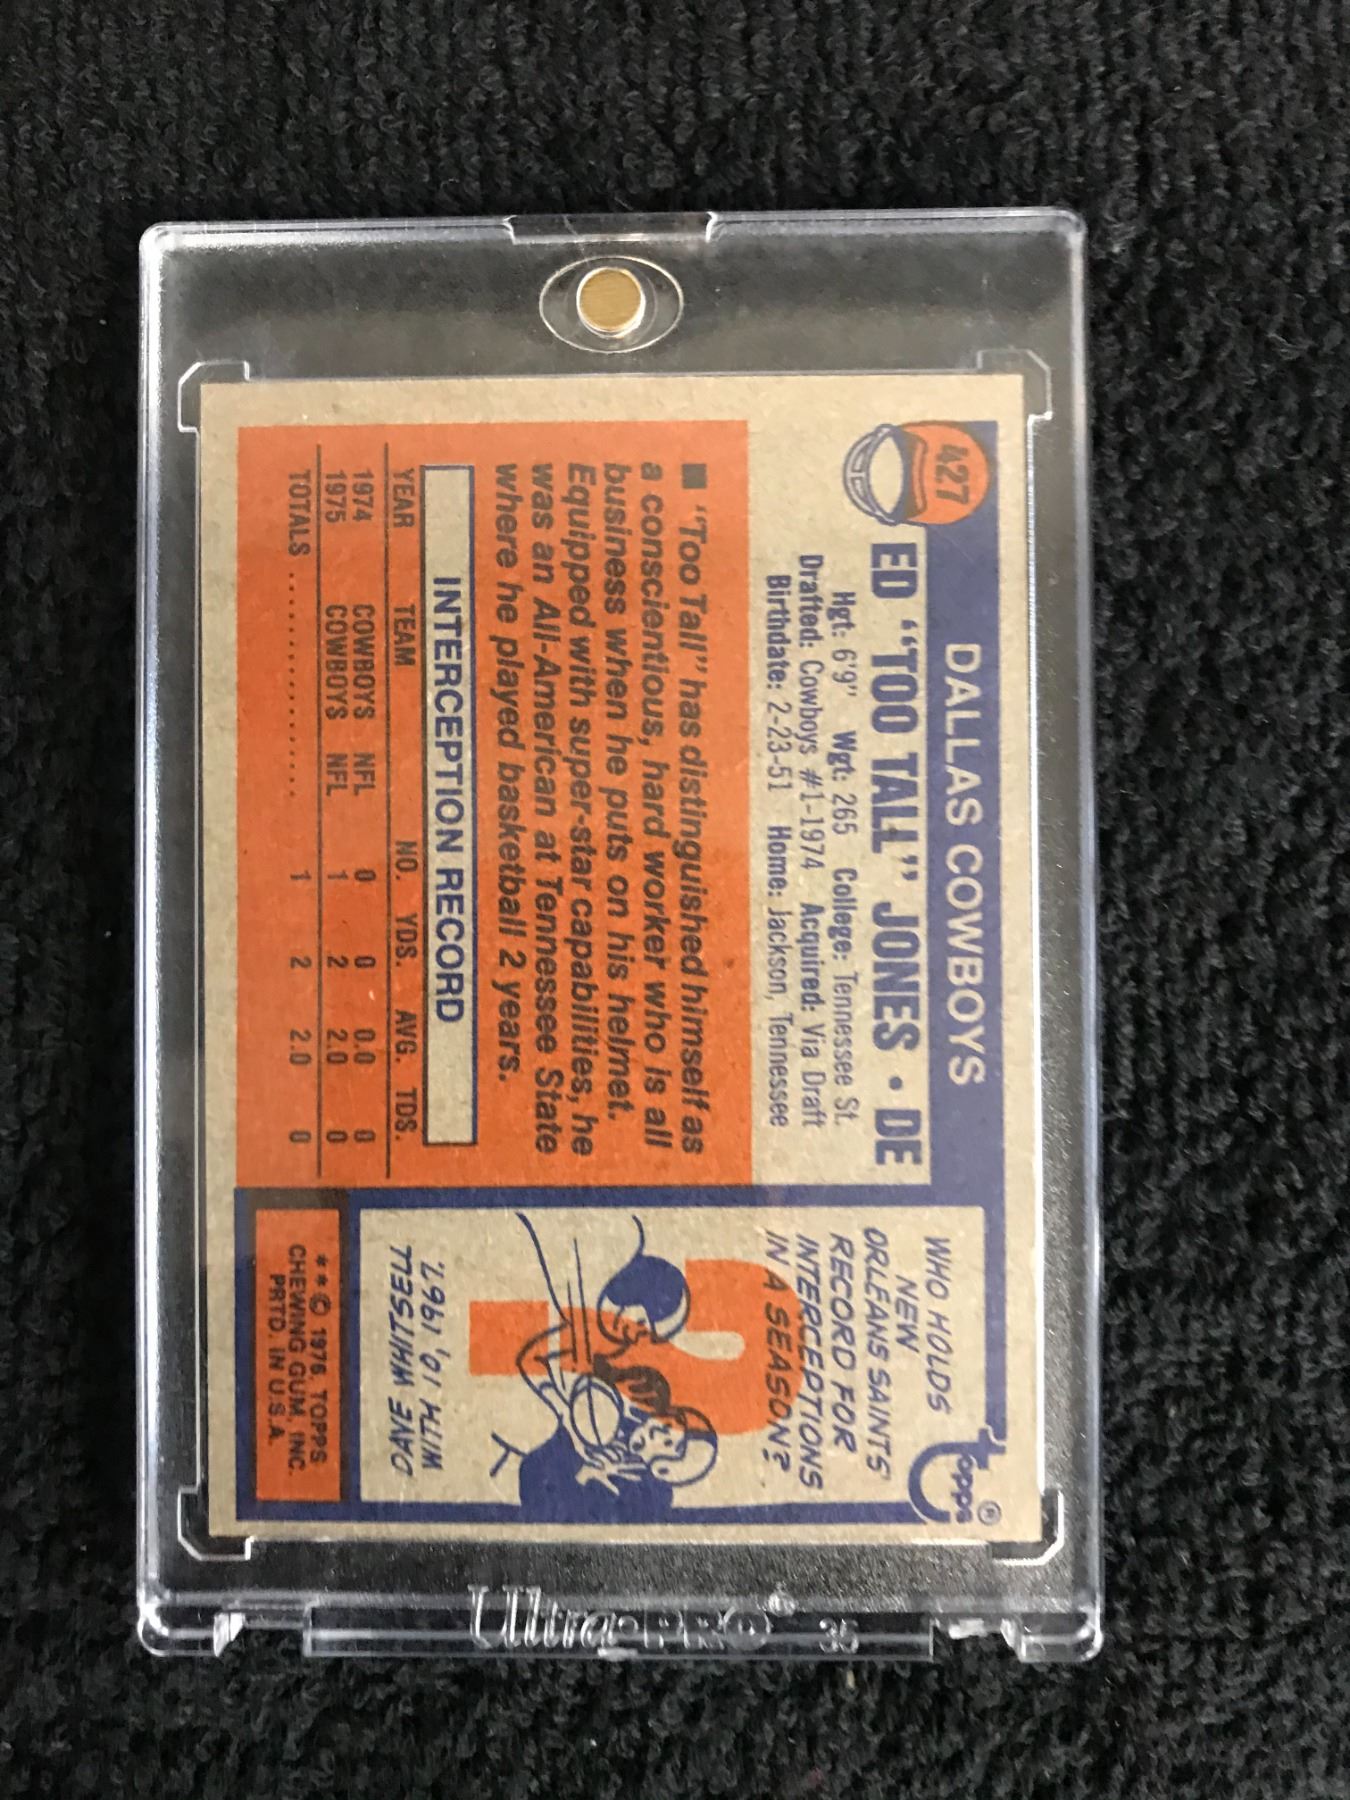 427
DALLAS COWBOYS
ED "TOO TALL" JONES • DE
Hgt: 6'9" Wgt: 265 College: Tennessee St.
Drafted: Cowboys #1-1974 Acquired: Via Draft
Birthdate: 2-23-51 Home: Jackson, Tennessee
■ "Too Tall" has distinguished himself as
a conscientious, hard worker who is all
business when he puts on his helmet.
Equipped with super-star capabilities, he
was an All-American at Tennessee State
where he played basketball 2 years.
INTERCEPTION RECORD
YEAR TEAM NO. YDS. AVG. TDS.
1974 COWBOYS NFL 0 0 0.0 0
1975 COWBOYS NFL 1 2 2.0 0
TOTALS .................. 1 2 2.0 0
topps ®
WHO HOLDS
NEW
ORLEANS SAINTS
RECORD FOR
INTERCEPTIONS
IN A SEASON?
DAVE WHITSELL
WITH 10, 1967
**© 1976, TOPPS
CHEWING GUM, INC.
PRTD. IN U.S.A.
Ultra•PRO® 35